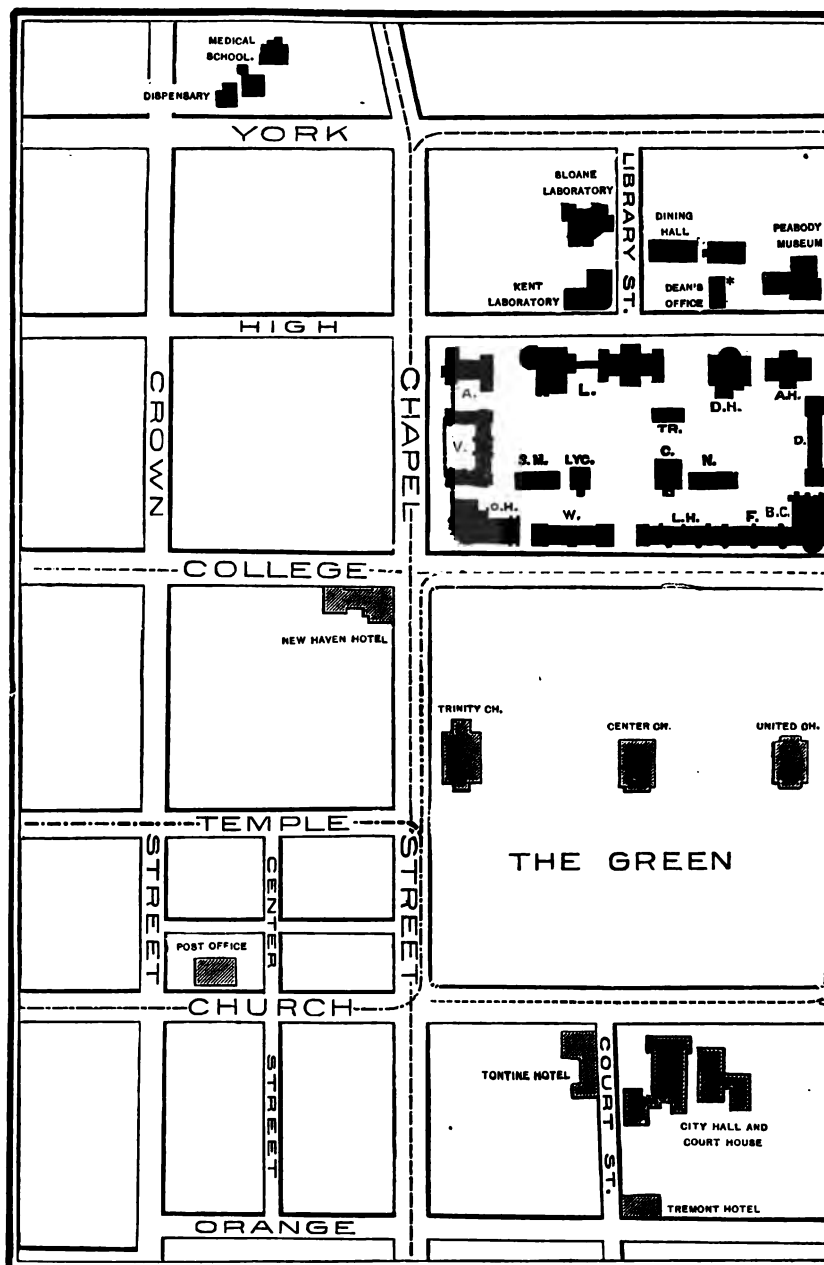 MEDICAL
SCHOOL.
DISPENSARY
YORK
SLOANE
LABORATORY
LIBRARY ST.
DINING
HALL
PEABODY
MUSEUM
KENT
LABORATORY
DEAN'S *
OFFICE
HIGH
CROWN
STREET
CHAPEL
STREET
A.
L.
D.H.
A.H.
TR.
V.
D.
S.M.
LYC.
C.
N.
O.H.
W.
L.H.
F.
B.C.
COLLEGE
NEW HAVEN HOTEL
TRINITY CH.
CENTER CH.
UNITED CH.
TEMPLE
THE GREEN
CENTER
STREET
POST OFFICE
CHURCH
TONTINE HOTEL
COURT ST.
CITY HALL AND
COURT HOUSE
TREMONT HOTEL
ORANGE